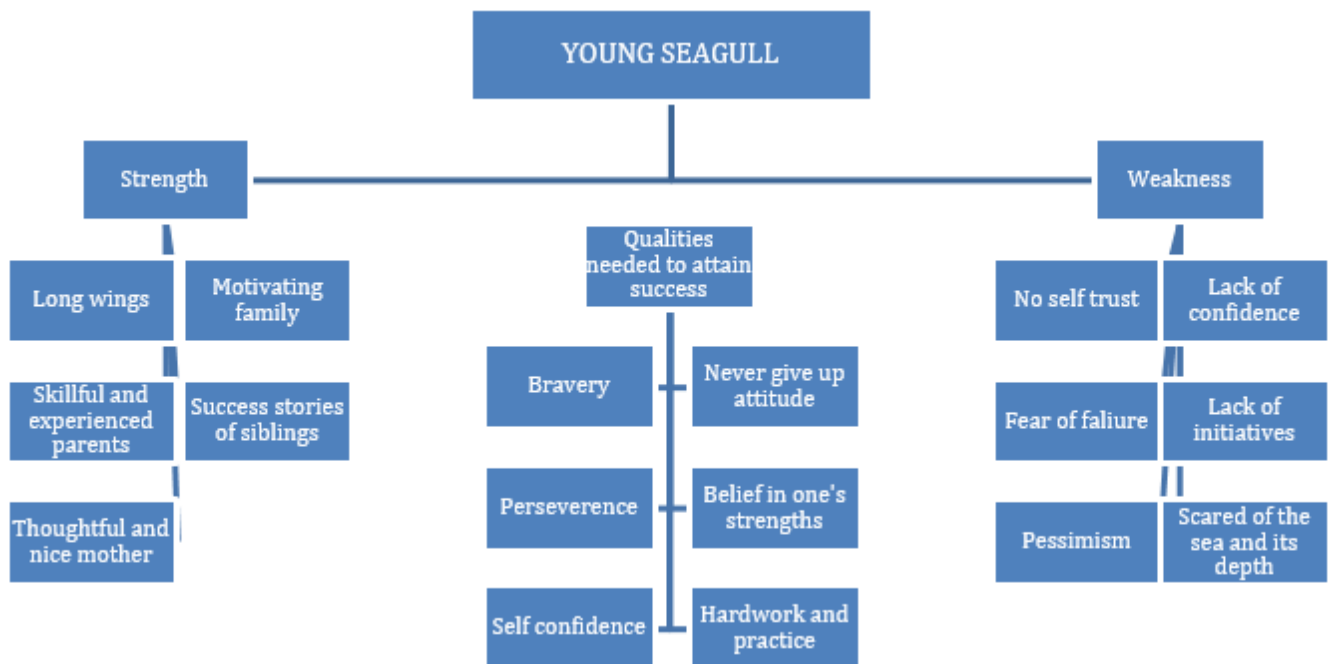 YOUNG SEAGULL
Strength
Weakness
Qualities
needed to attain
success
Long wings
Motivating
family
Skillful and
experienced
parents
Success stories
of siblings
Thoughtful and
nice mother
Bravery
Never give up
attitude
Perseverence
Belief in one's
strengths
Self confidence
Hardwork and
practice
No self trust
Lack of
confidence
Fear of faliure
Lack of
initiatives
Pessimism
Scared of the
sea and its
depth